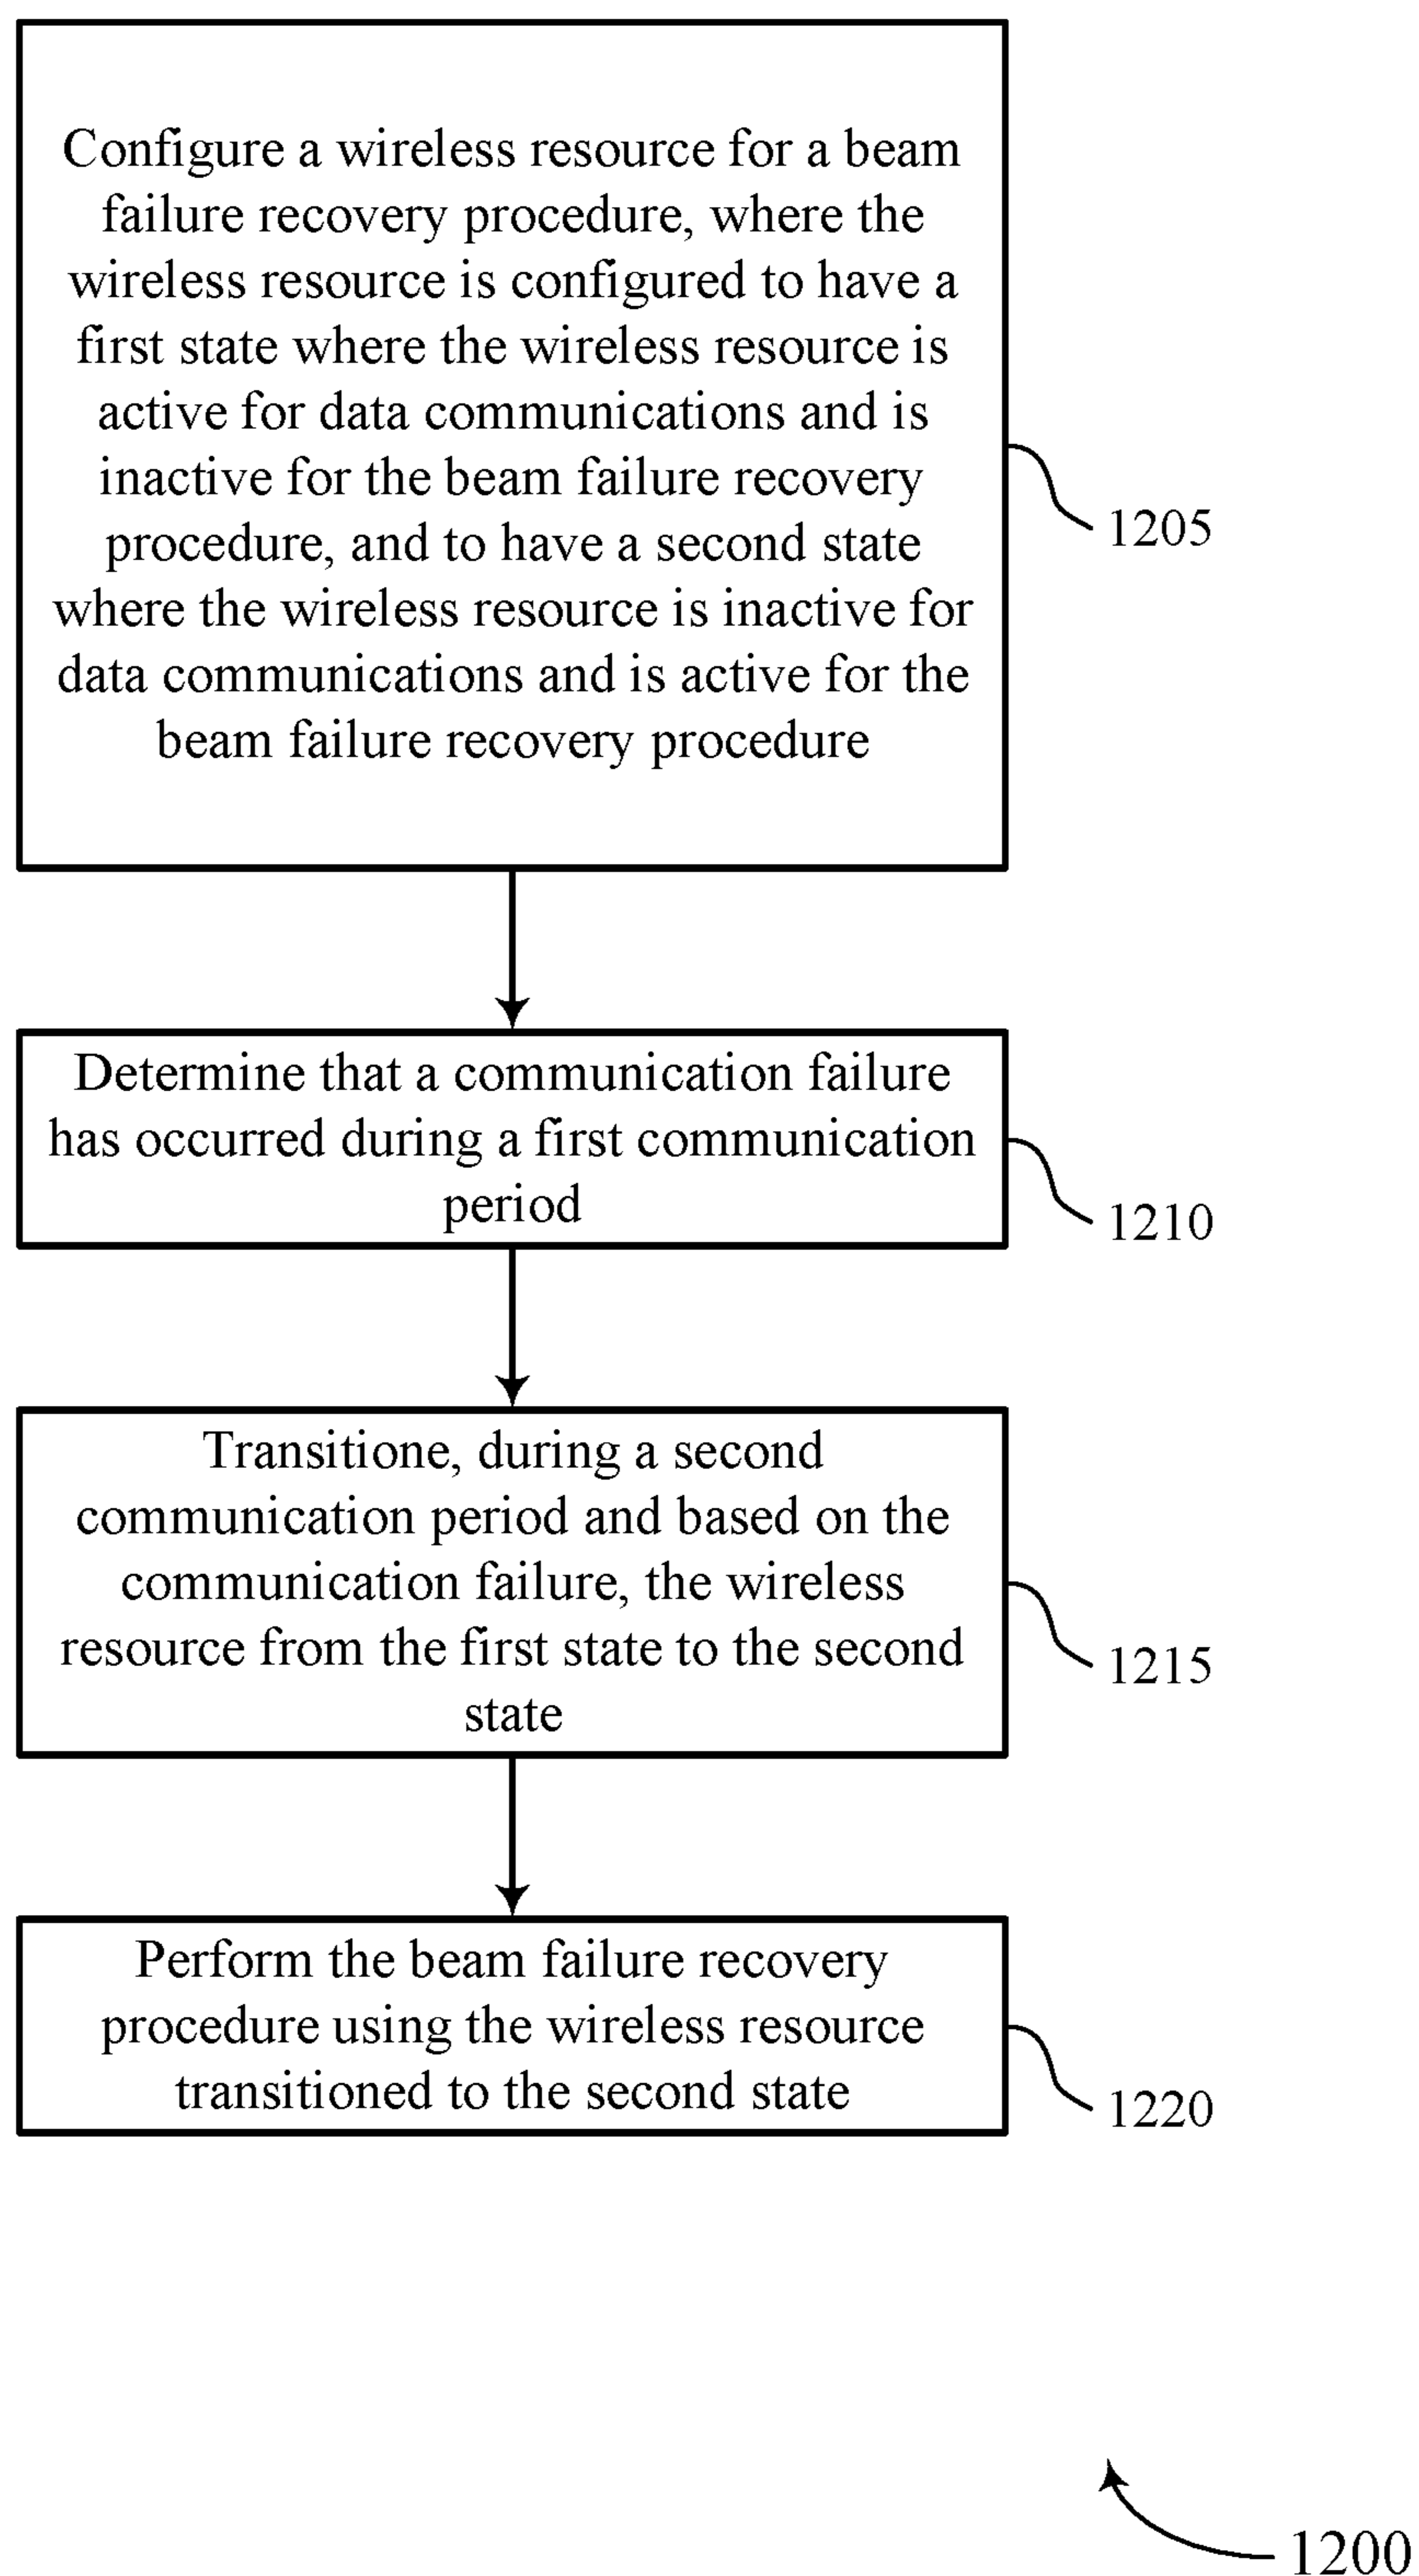 Configure a wireless resource for a beam
failure recovery procedure, where the
wireless resource is configured to have a
first state where the wireless resource is
active for data communications and is
inactive for the beam failure recovery
procedure, and to have a second state
where the wireless resource is inactive for
data communications and is active for the
beam failure recovery procedure
1205
Determine that a communication failure
has occurred during a first communication
period
1210
Transitione, during a second
communication period and based on the
communication failure, the wireless
resource from the first state to the second
state
1215
Perform the beam failure recovery
procedure using the wireless resource
transitioned to the second state
1220
1200